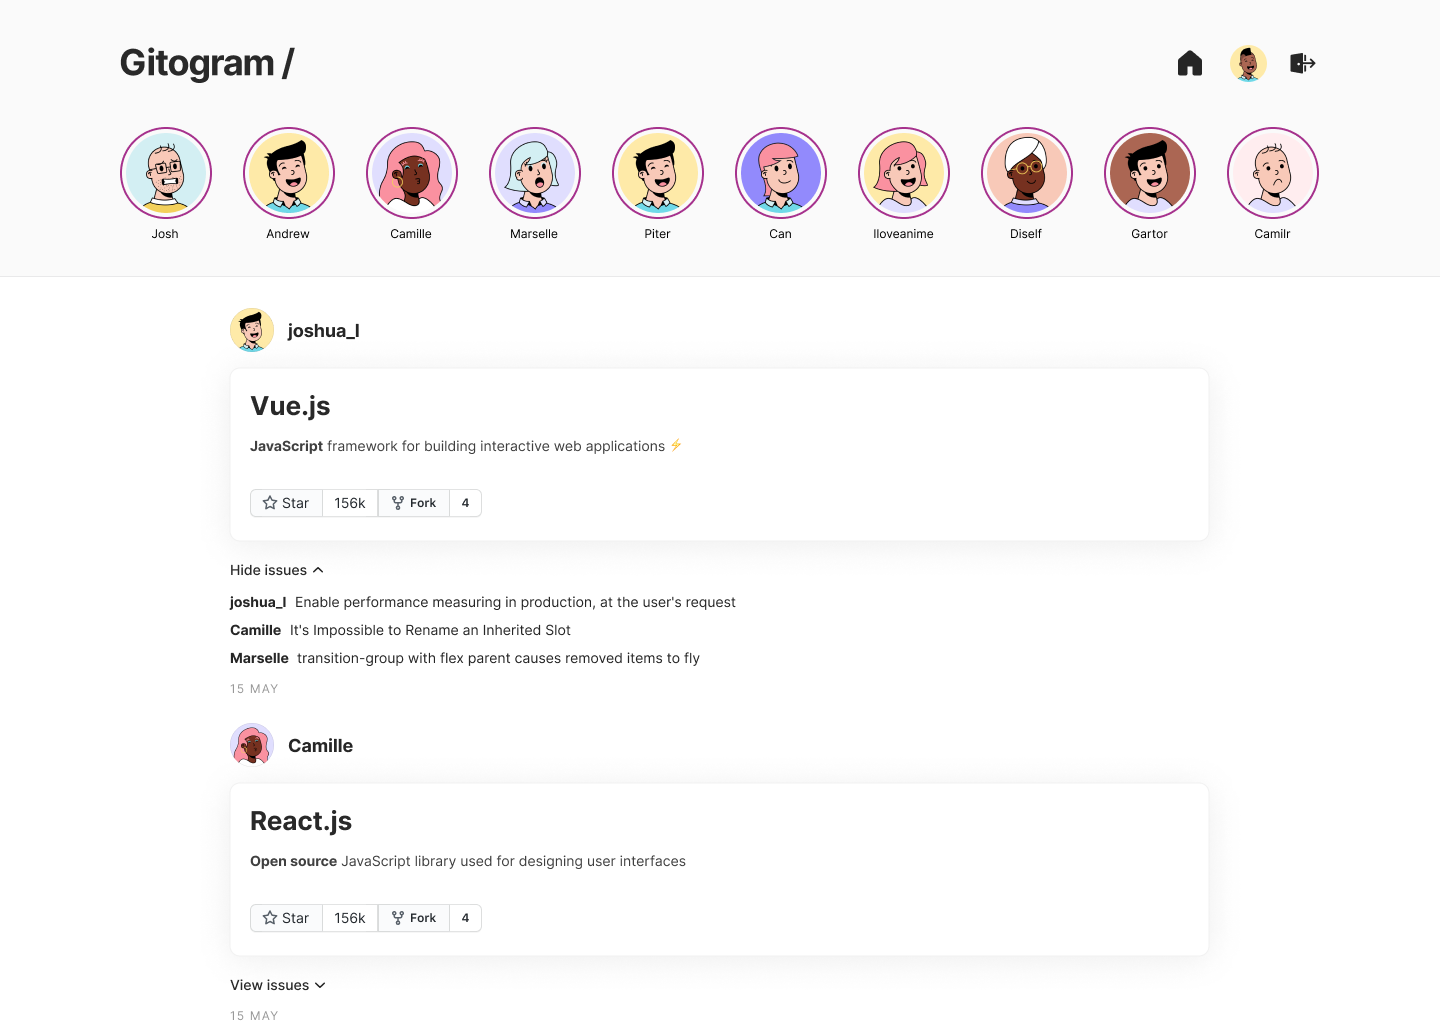 Gitogram /
Josh Andrew Camille Marselle Piter Can Iloveanime Diself Gartor Camilr
joshua_l
Vue.js
JavaScript framework for building interactive web applications ⚡
Star 156k Fork 4
Hide issues
joshua_l Enable performance measuring in production, at the user's request
Camille It's Impossible to Rename an Inherited Slot
Marselle transition-group with flex parent causes removed items to fly
15 MAY
Camille
React.js
Open source JavaScript library used for designing user interfaces
Star 156k Fork 4
View issues
15 MAY